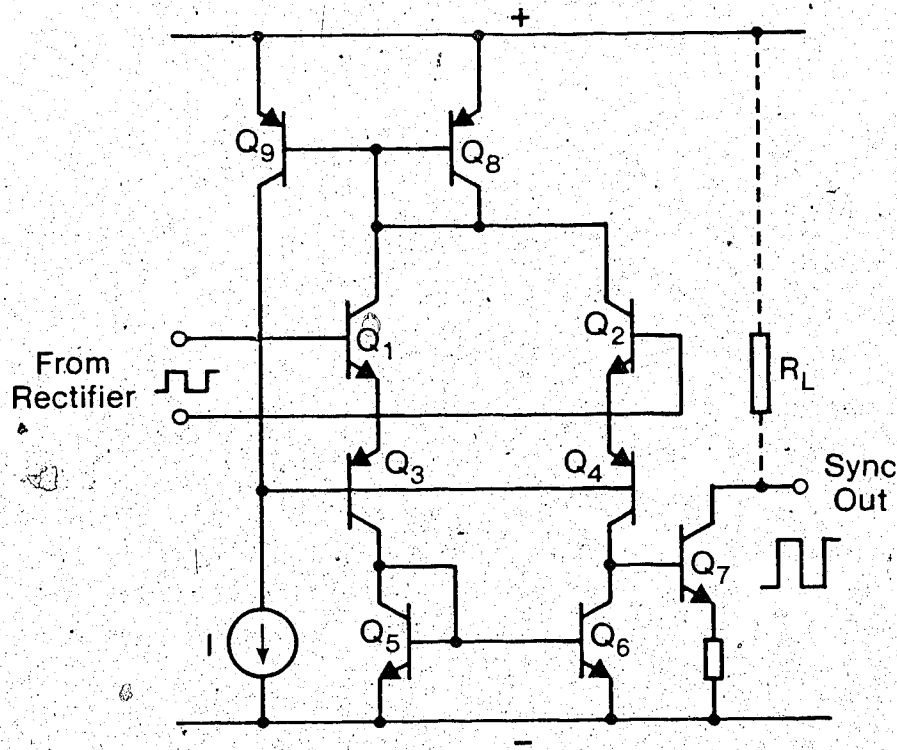 +
Q9
Q8
Q1
Q2
From
Rectifier
RL
Q3
Q4
Sync
Out
Q7
I
Q5
Q6
−